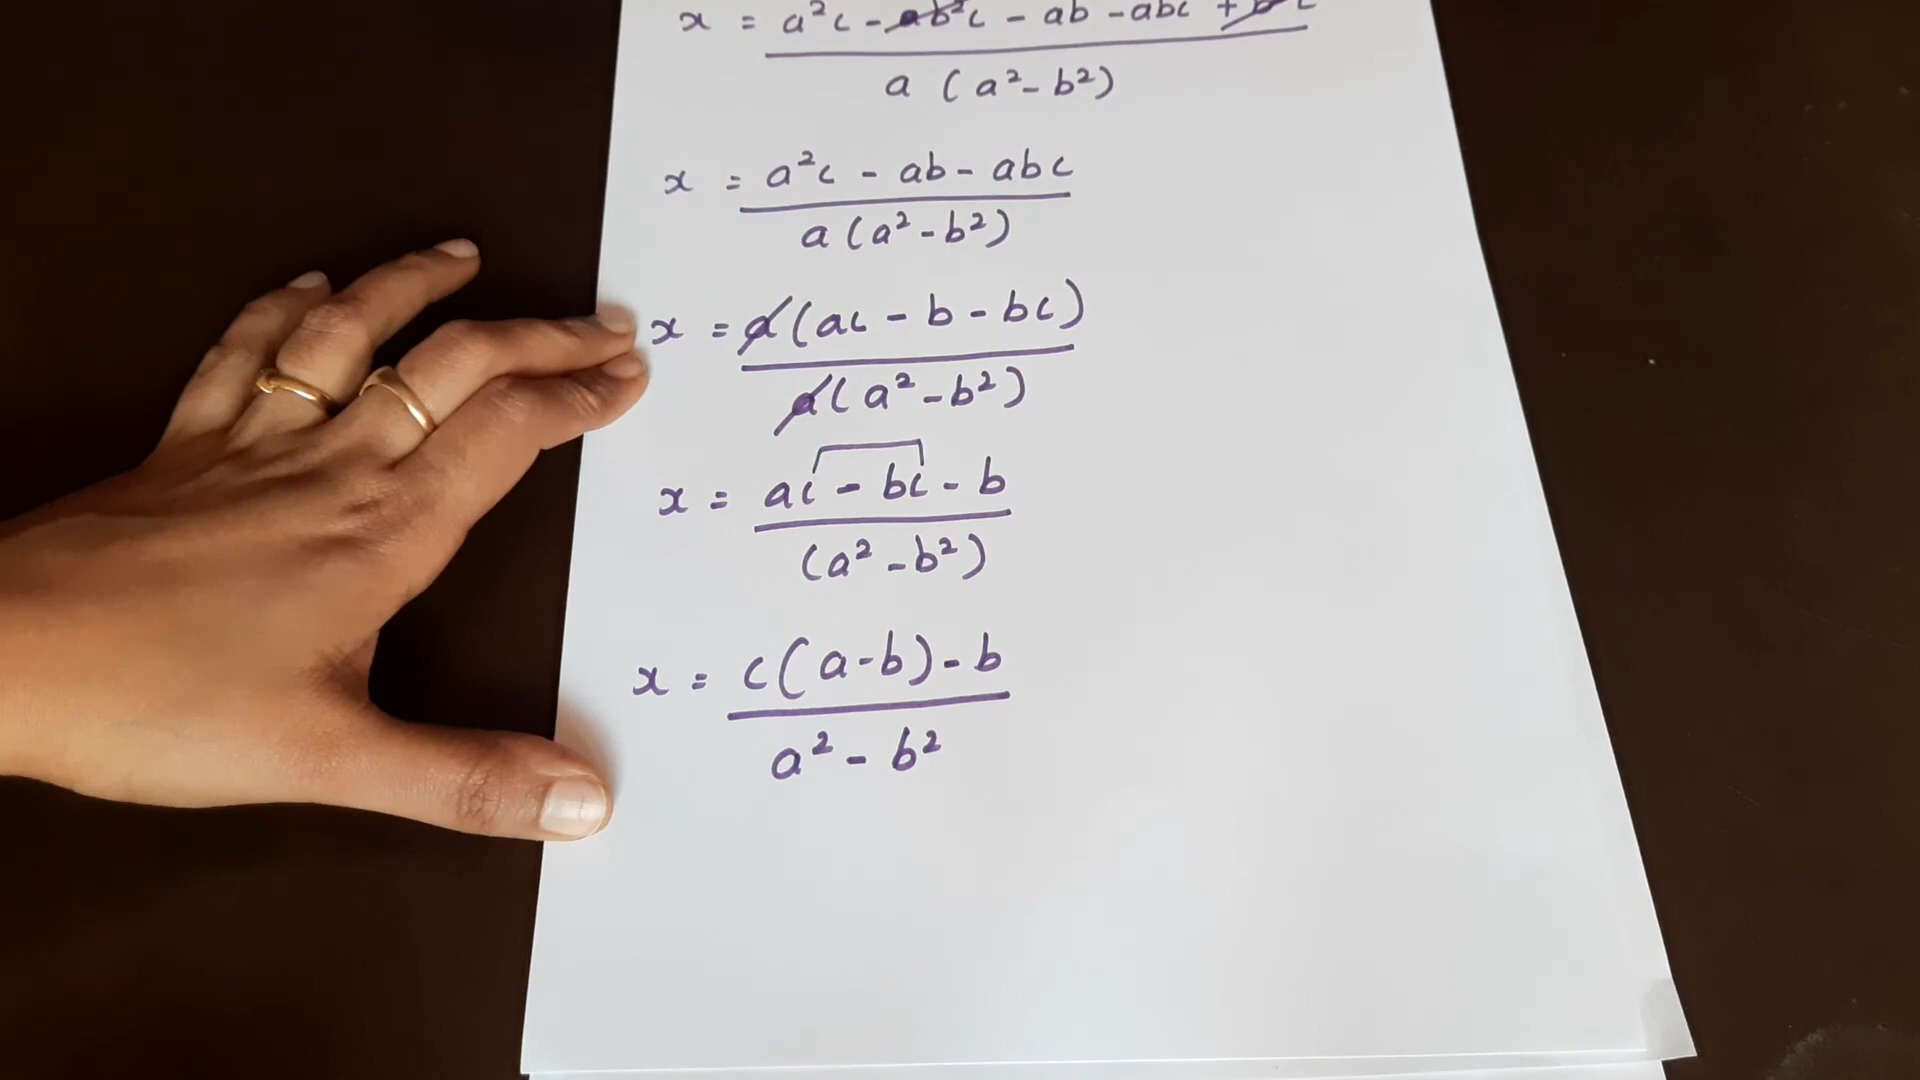 x = a²c - ab²c - ab - abc +
a (a² - b²)
x = a²c - ab - abc
a (a² - b²)
x = a(ac - b - bc)
a(a² - b²)
x = ac - bc - b
(a² - b²)
x = c(a-b) - b
a² - b²